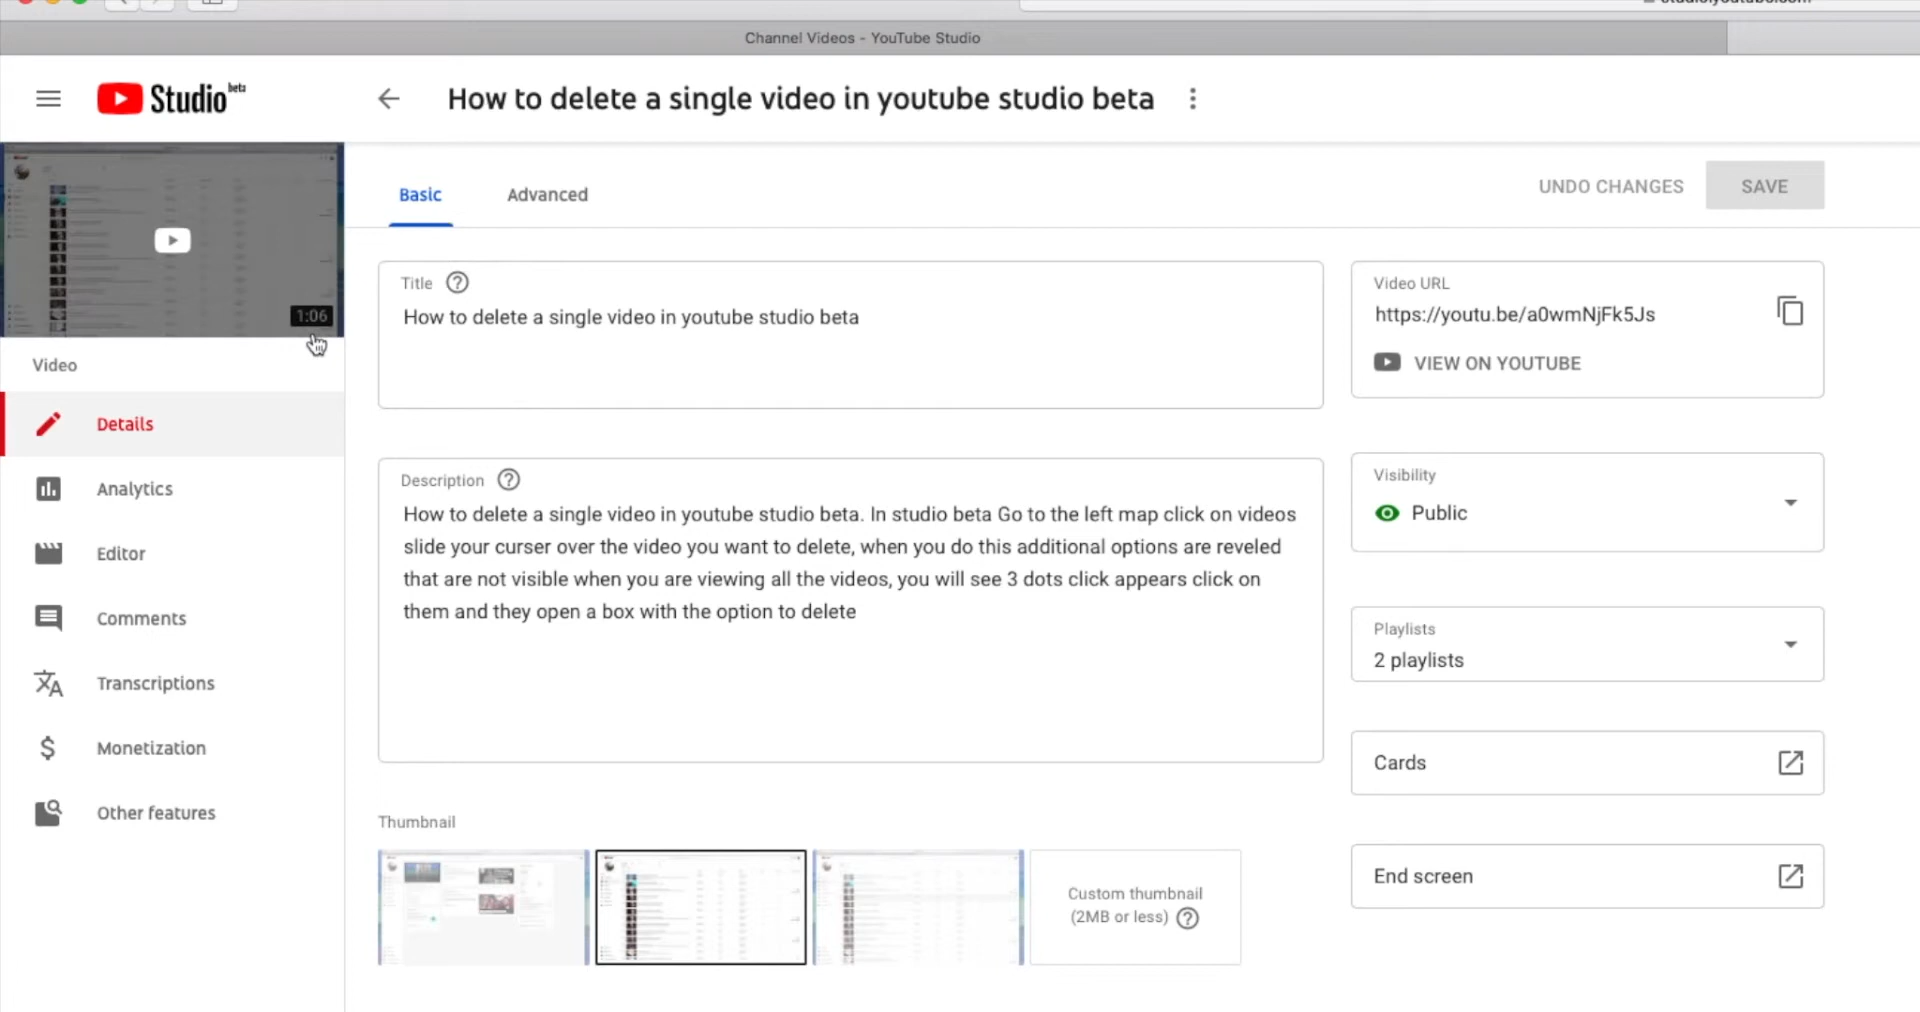 Channel Videos - YouTube Studio
Studio beta
How to delete a single video in youtube studio beta
Basic
Advanced
UNDO CHANGES
SAVE
1:06
Video
Details
Analytics
Editor
Comments
Transcriptions
Monetization
Other features
Title
How to delete a single video in youtube studio beta
Description
How to delete a single video in youtube studio beta. In studio beta Go to the left map click on videos
slide your curser over the video you want to delete, when you do this additional options are reveled
that are not visible when you are viewing all the videos, you will see 3 dots click appears click on
them and they open a box with the option to delete
Thumbnail
Custom thumbnail
(2MB or less)
Video URL
https://youtu.be/a0wmNjFk5Js
VIEW ON YOUTUBE
Visibility
Public
Playlists
2 playlists
Cards
End screen